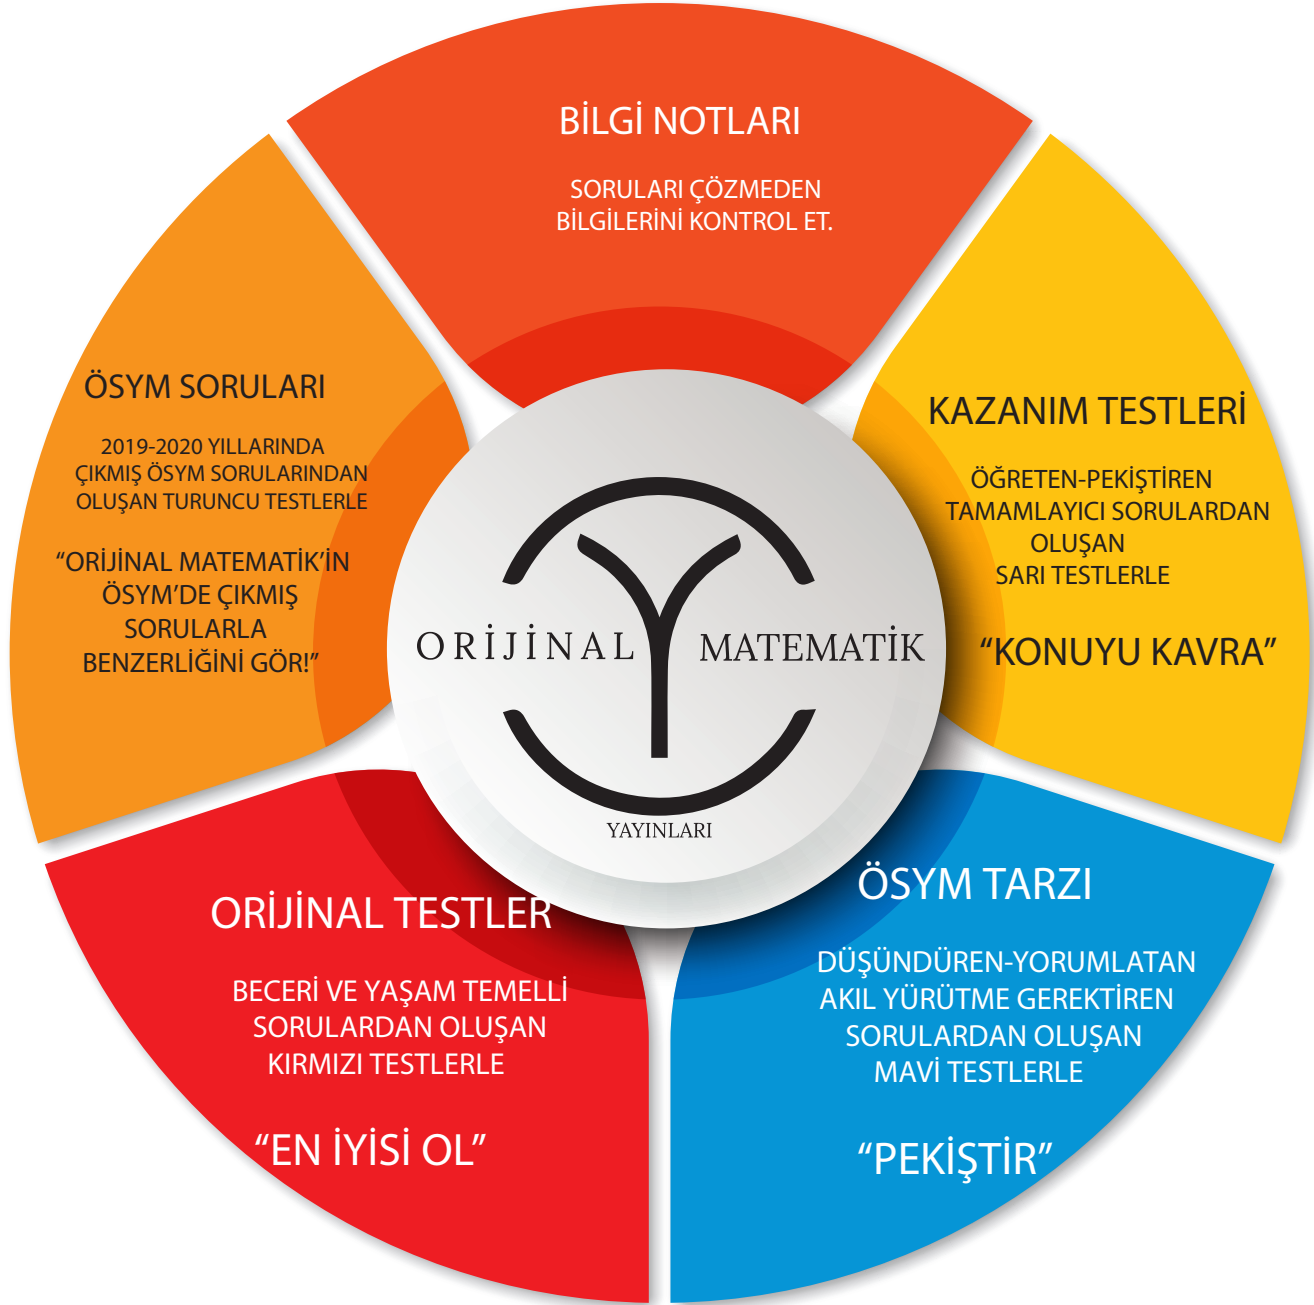 BİLGİ NOTLARI
SORULARI ÇÖZMEDEN
BİLGİLERİNİ KONTROL ET.
KAZANIM TESTLERİ
ÖĞRETEN-PEKİŞTİREN
TAMAMLAYICI SORULARDAN
OLUŞAN
SARI TESTLERLE
“KONUYU KAVRA”
ÖSYM TARZI
DÜŞÜNDÜREN-YORUMLATAN
AKIL YÜRÜTME GEREKTİREN
SORULARDAN OLUŞAN
MAVİ TESTLERLE
“PEKİŞTİR”
ORİJİNAL TESTLER
BECERİ VE YAŞAM TEMELLİ
SORULARDAN OLUŞAN
KIRMIZI TESTLERLE
“EN İYİSİ OL”
ÖSYM SORULARI
2019-2020 YILLARINDA
ÇIKMIŞ ÖSYM SORULARINDAN
OLUŞAN TURUNCU TESTLERLE
“ORİJİNAL MATEMATİK’İN
ÖSYM’DE ÇIKMIŞ
SORULARLA
BENZERLİĞİNİ GÖR!”
ORİJİNAL MATEMATİK
YAYINLARI